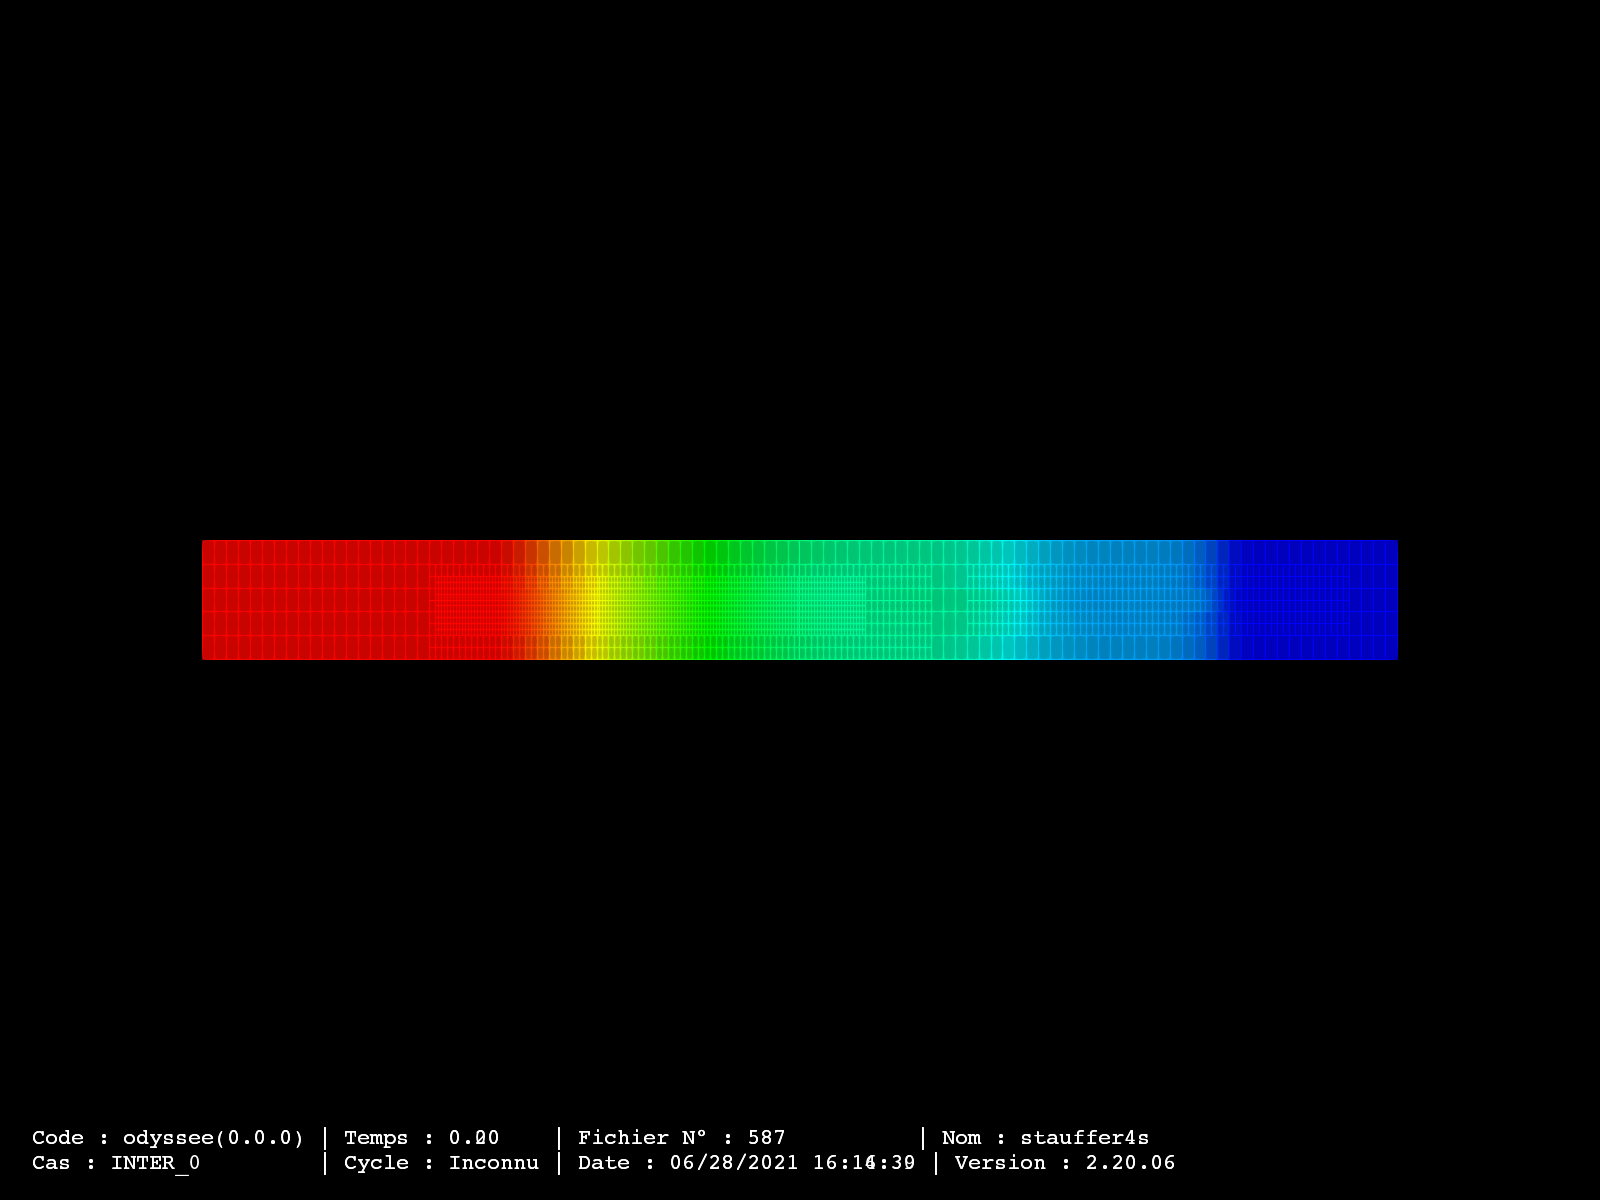 Code : odyssee(0.0.0) | Temps : | Fichier N° : 587 | Nom : stauffer4s
Cas : INTER_0 | Cycle : Inconnu | Date : 06/28/2021 | Version : 2.20.06